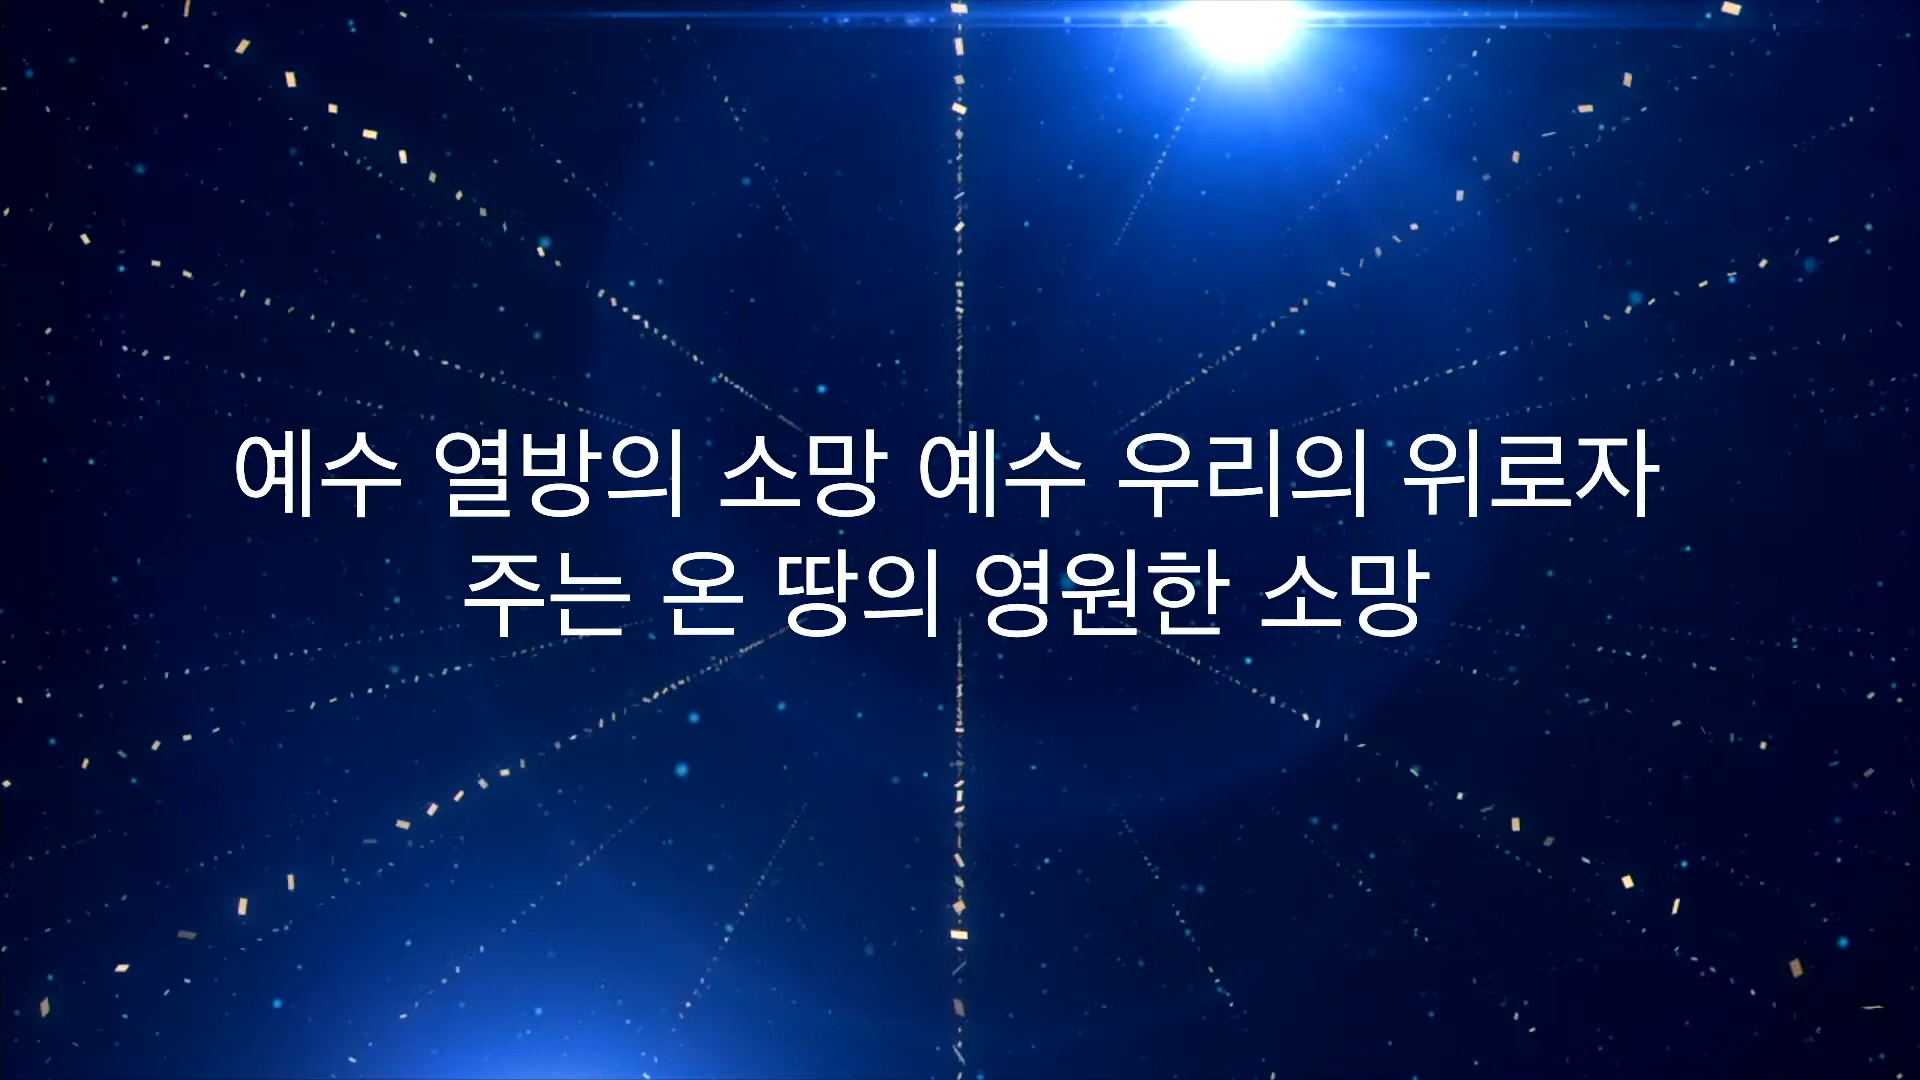 예수 열방의 소망 예수 우리의 위로자
주는 온 땅의 영원한 소망